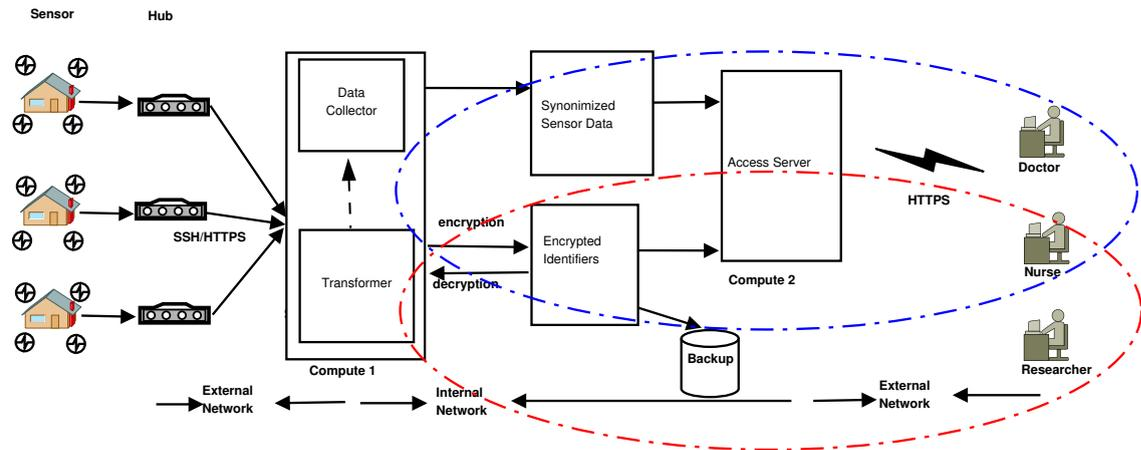 Sensor
Hub
Data
Collector
Synonimized
Sensor Data
Access Server
Doctor
HTTPS
SSH/HTTPS
encryption
Encrypted
Identifiers
decryption
Transformer
Nurse
Compute 2
Compute 1
Backup
Researcher
External
Network
Internal
Network
External
Network